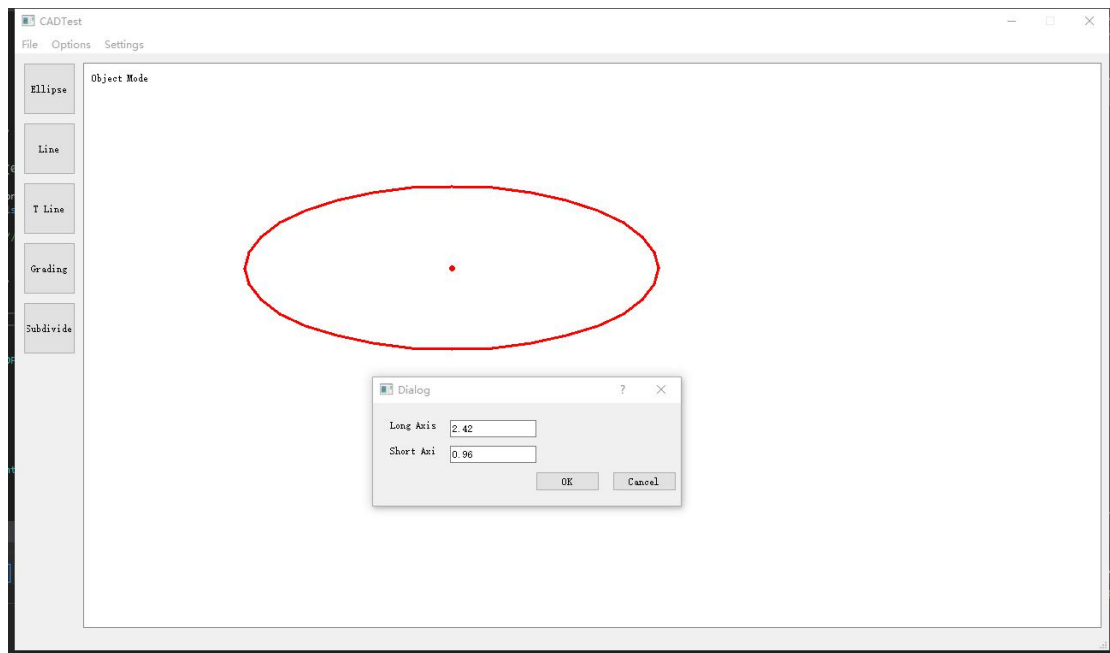 CADTest
File Options Settings
Ellipse
Object Mode
Line
T Line
Grading
Subdivide
Dialog
?
Long Axis 2.42
Short Axi 0.96
OK Cancel